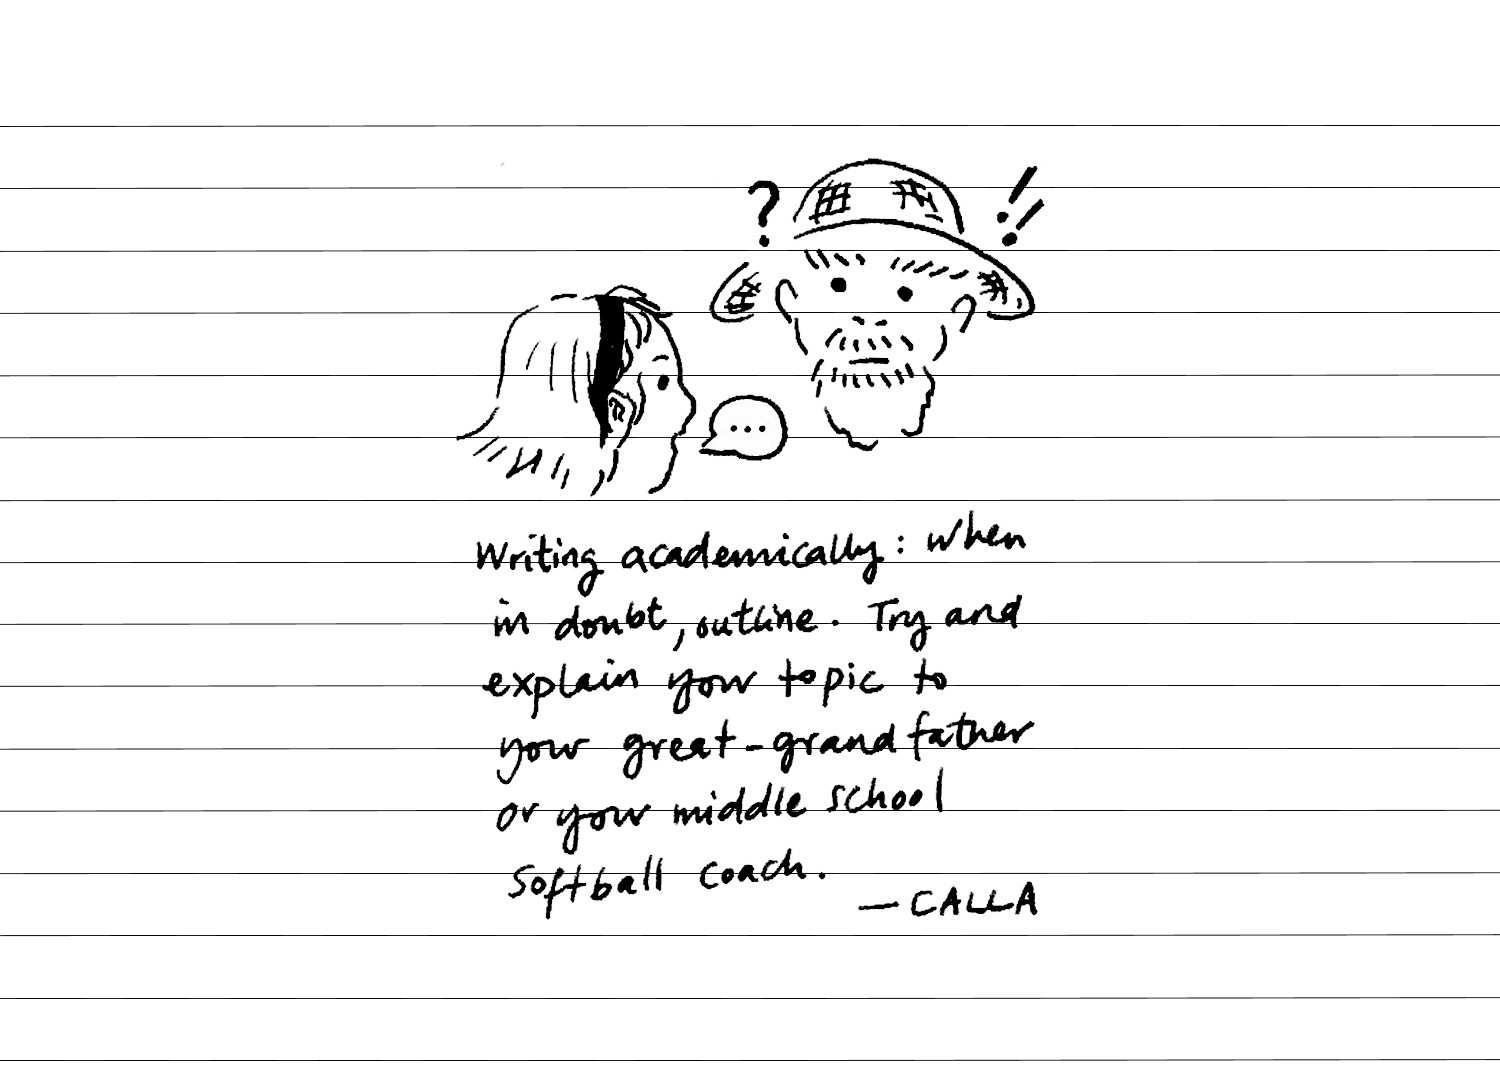 ?
!!
...
Writing academically: when
in doubt, outline. Try and
explain your topic to
your great-grandfather
or your middle school
softball coach.
— CALLA